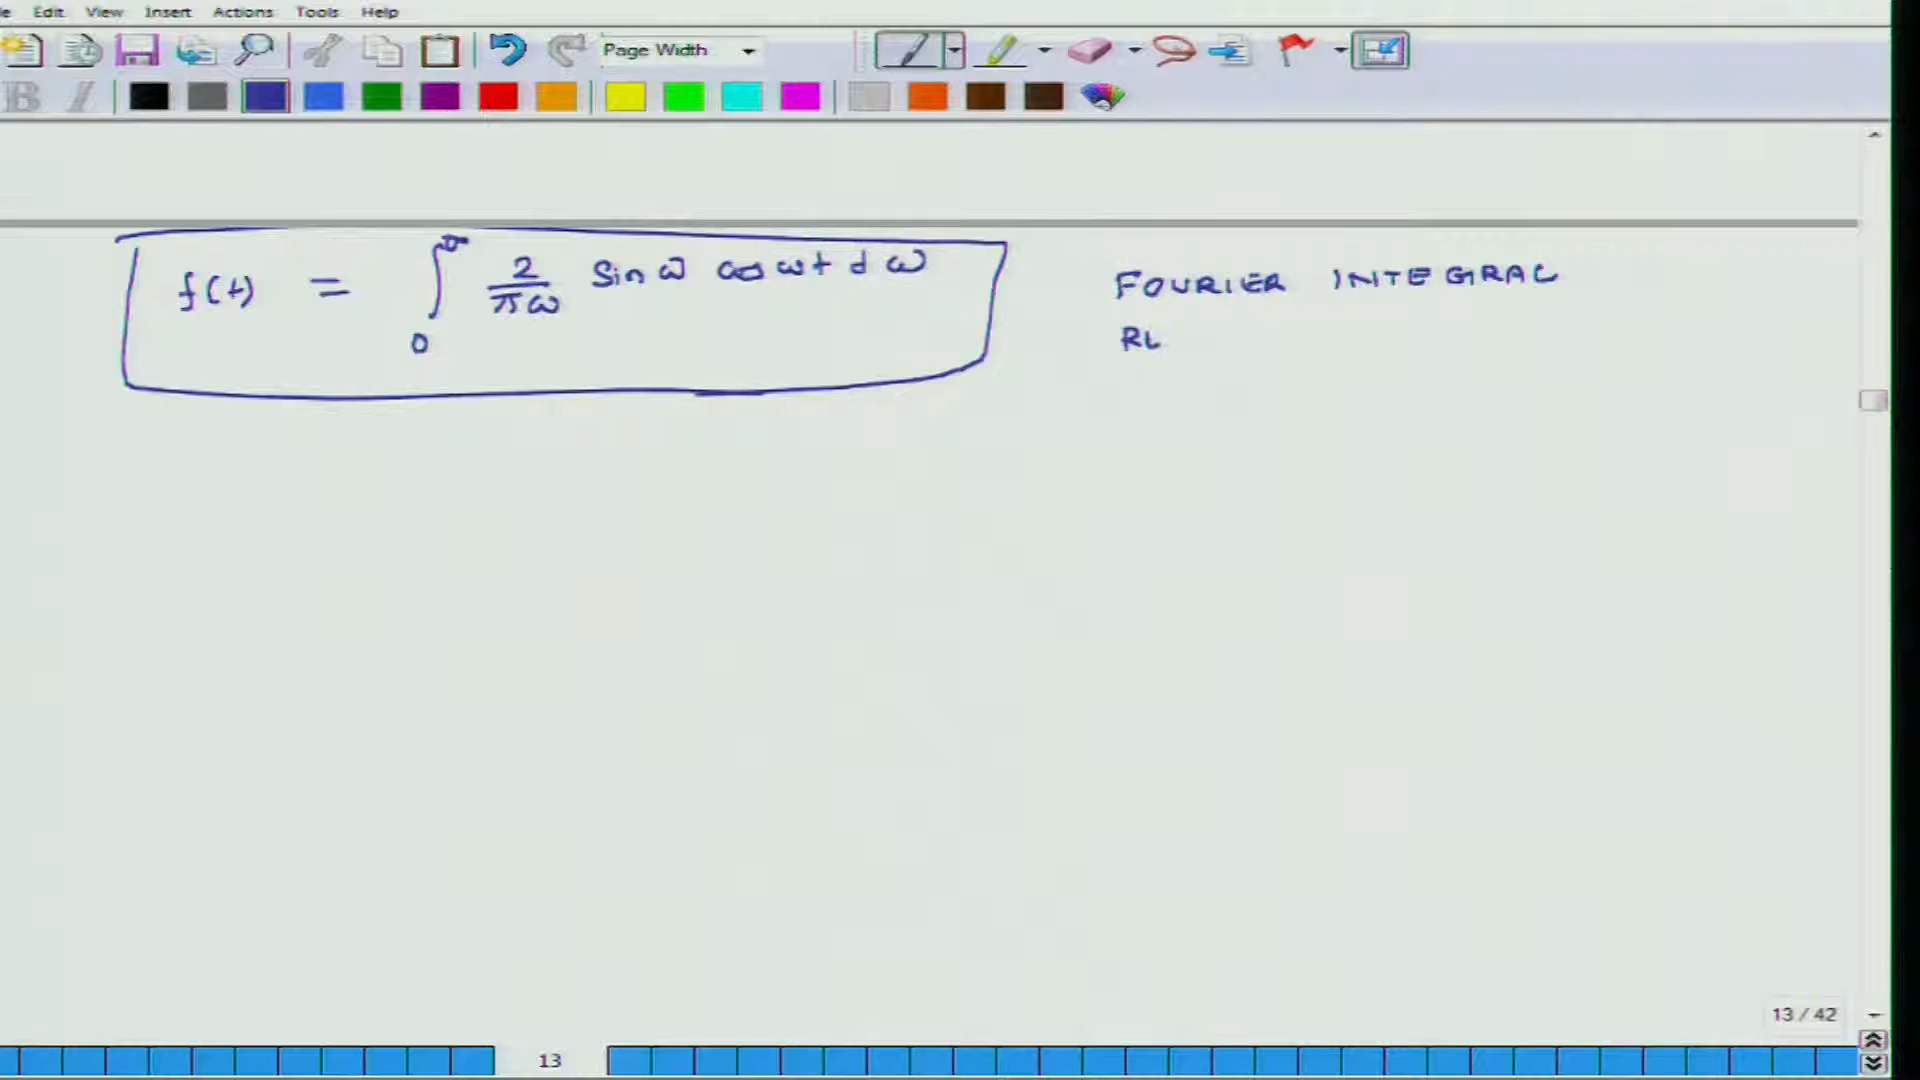 Edit View Insert Actions Tools Help
Page Width
f(t) = ∫₀^∞ 2/πω Sin ω cos ωt d ω
FOURIER INTEGRAL
RL
13 / 42
13